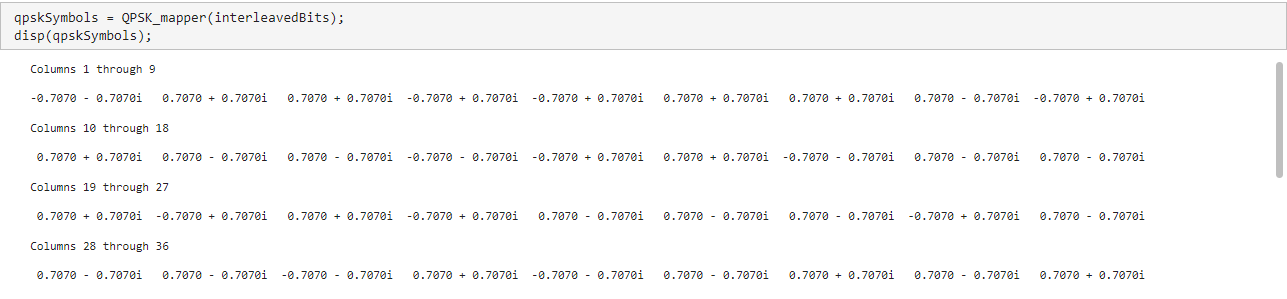 qpskSymbols = QPSK_mapper(interleavedBits);
disp(qpskSymbols);
Columns 1 through 9
-0.7070 - 0.7070i 0.7070 + 0.7070i 0.7070 + 0.7070i -0.7070 + 0.7070i -0.7070 + 0.7070i 0.7070 + 0.7070i 0.7070 + 0.7070i 0.7070 - 0.7070i -0.7070 + 0.7070i
Columns 10 through 18
0.7070 + 0.7070i 0.7070 - 0.7070i 0.7070 - 0.7070i -0.7070 - 0.7070i -0.7070 + 0.7070i 0.7070 + 0.7070i -0.7070 - 0.7070i 0.7070 - 0.7070i 0.7070 - 0.7070i
Columns 19 through 27
0.7070 + 0.7070i -0.7070 + 0.7070i 0.7070 + 0.7070i -0.7070 + 0.7070i 0.7070 - 0.7070i 0.7070 - 0.7070i 0.7070 - 0.7070i -0.7070 + 0.7070i 0.7070 - 0.7070i
Columns 28 through 36
0.7070 - 0.7070i 0.7070 - 0.7070i -0.7070 - 0.7070i 0.7070 + 0.7070i -0.7070 - 0.7070i 0.7070 - 0.7070i 0.7070 + 0.7070i 0.7070 - 0.7070i 0.7070 + 0.7070i